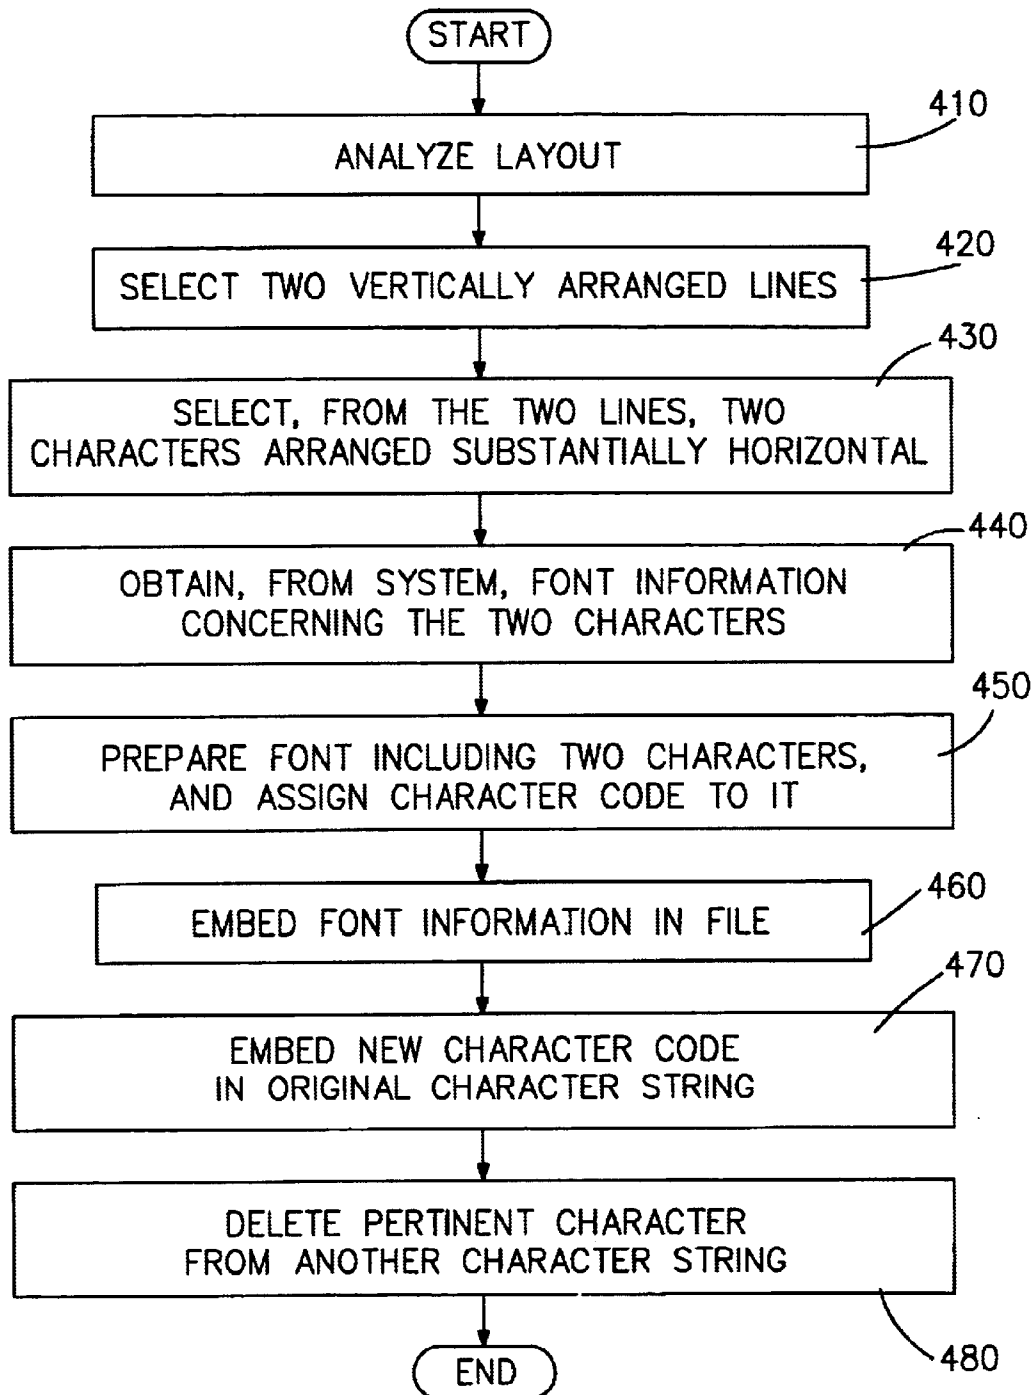 START
410
ANALYZE LAYOUT
420
SELECT TWO VERTICALLY ARRANGED LINES
430
SELECT, FROM THE TWO LINES, TWO
CHARACTERS ARRANGED SUBSTANTIALLY HORIZONTAL
440
OBTAIN, FROM SYSTEM, FONT INFORMATION
CONCERNING THE TWO CHARACTERS
450
PREPARE FONT INCLUDING TWO CHARACTERS,
AND ASSIGN CHARACTER CODE TO IT
460
EMBED FONT INFORMATION IN FILE
470
EMBED NEW CHARACTER CODE
IN ORIGINAL CHARACTER STRING
DELETE PERTINENT CHARACTER
FROM ANOTHER CHARACTER STRING
480
END